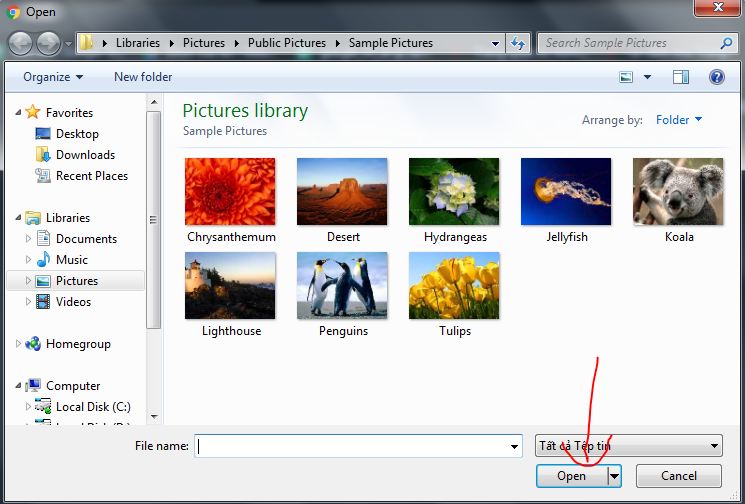 Open
Libraries Pictures Public Pictures Sample Pictures
Search Sample Pictures
Organize New folder
Pictures library
Sample Pictures
Arrange by: Folder
Favorites
Desktop
Downloads
Recent Places
Libraries
Documents
Music
Pictures
Videos
Homegroup
Computer
Local Disk (C:)
Chrysanthemum Desert Hydrangeas Jellyfish Koala
Lighthouse Penguins Tulips
File name: Tất cả Tệp tin
Open Cancel